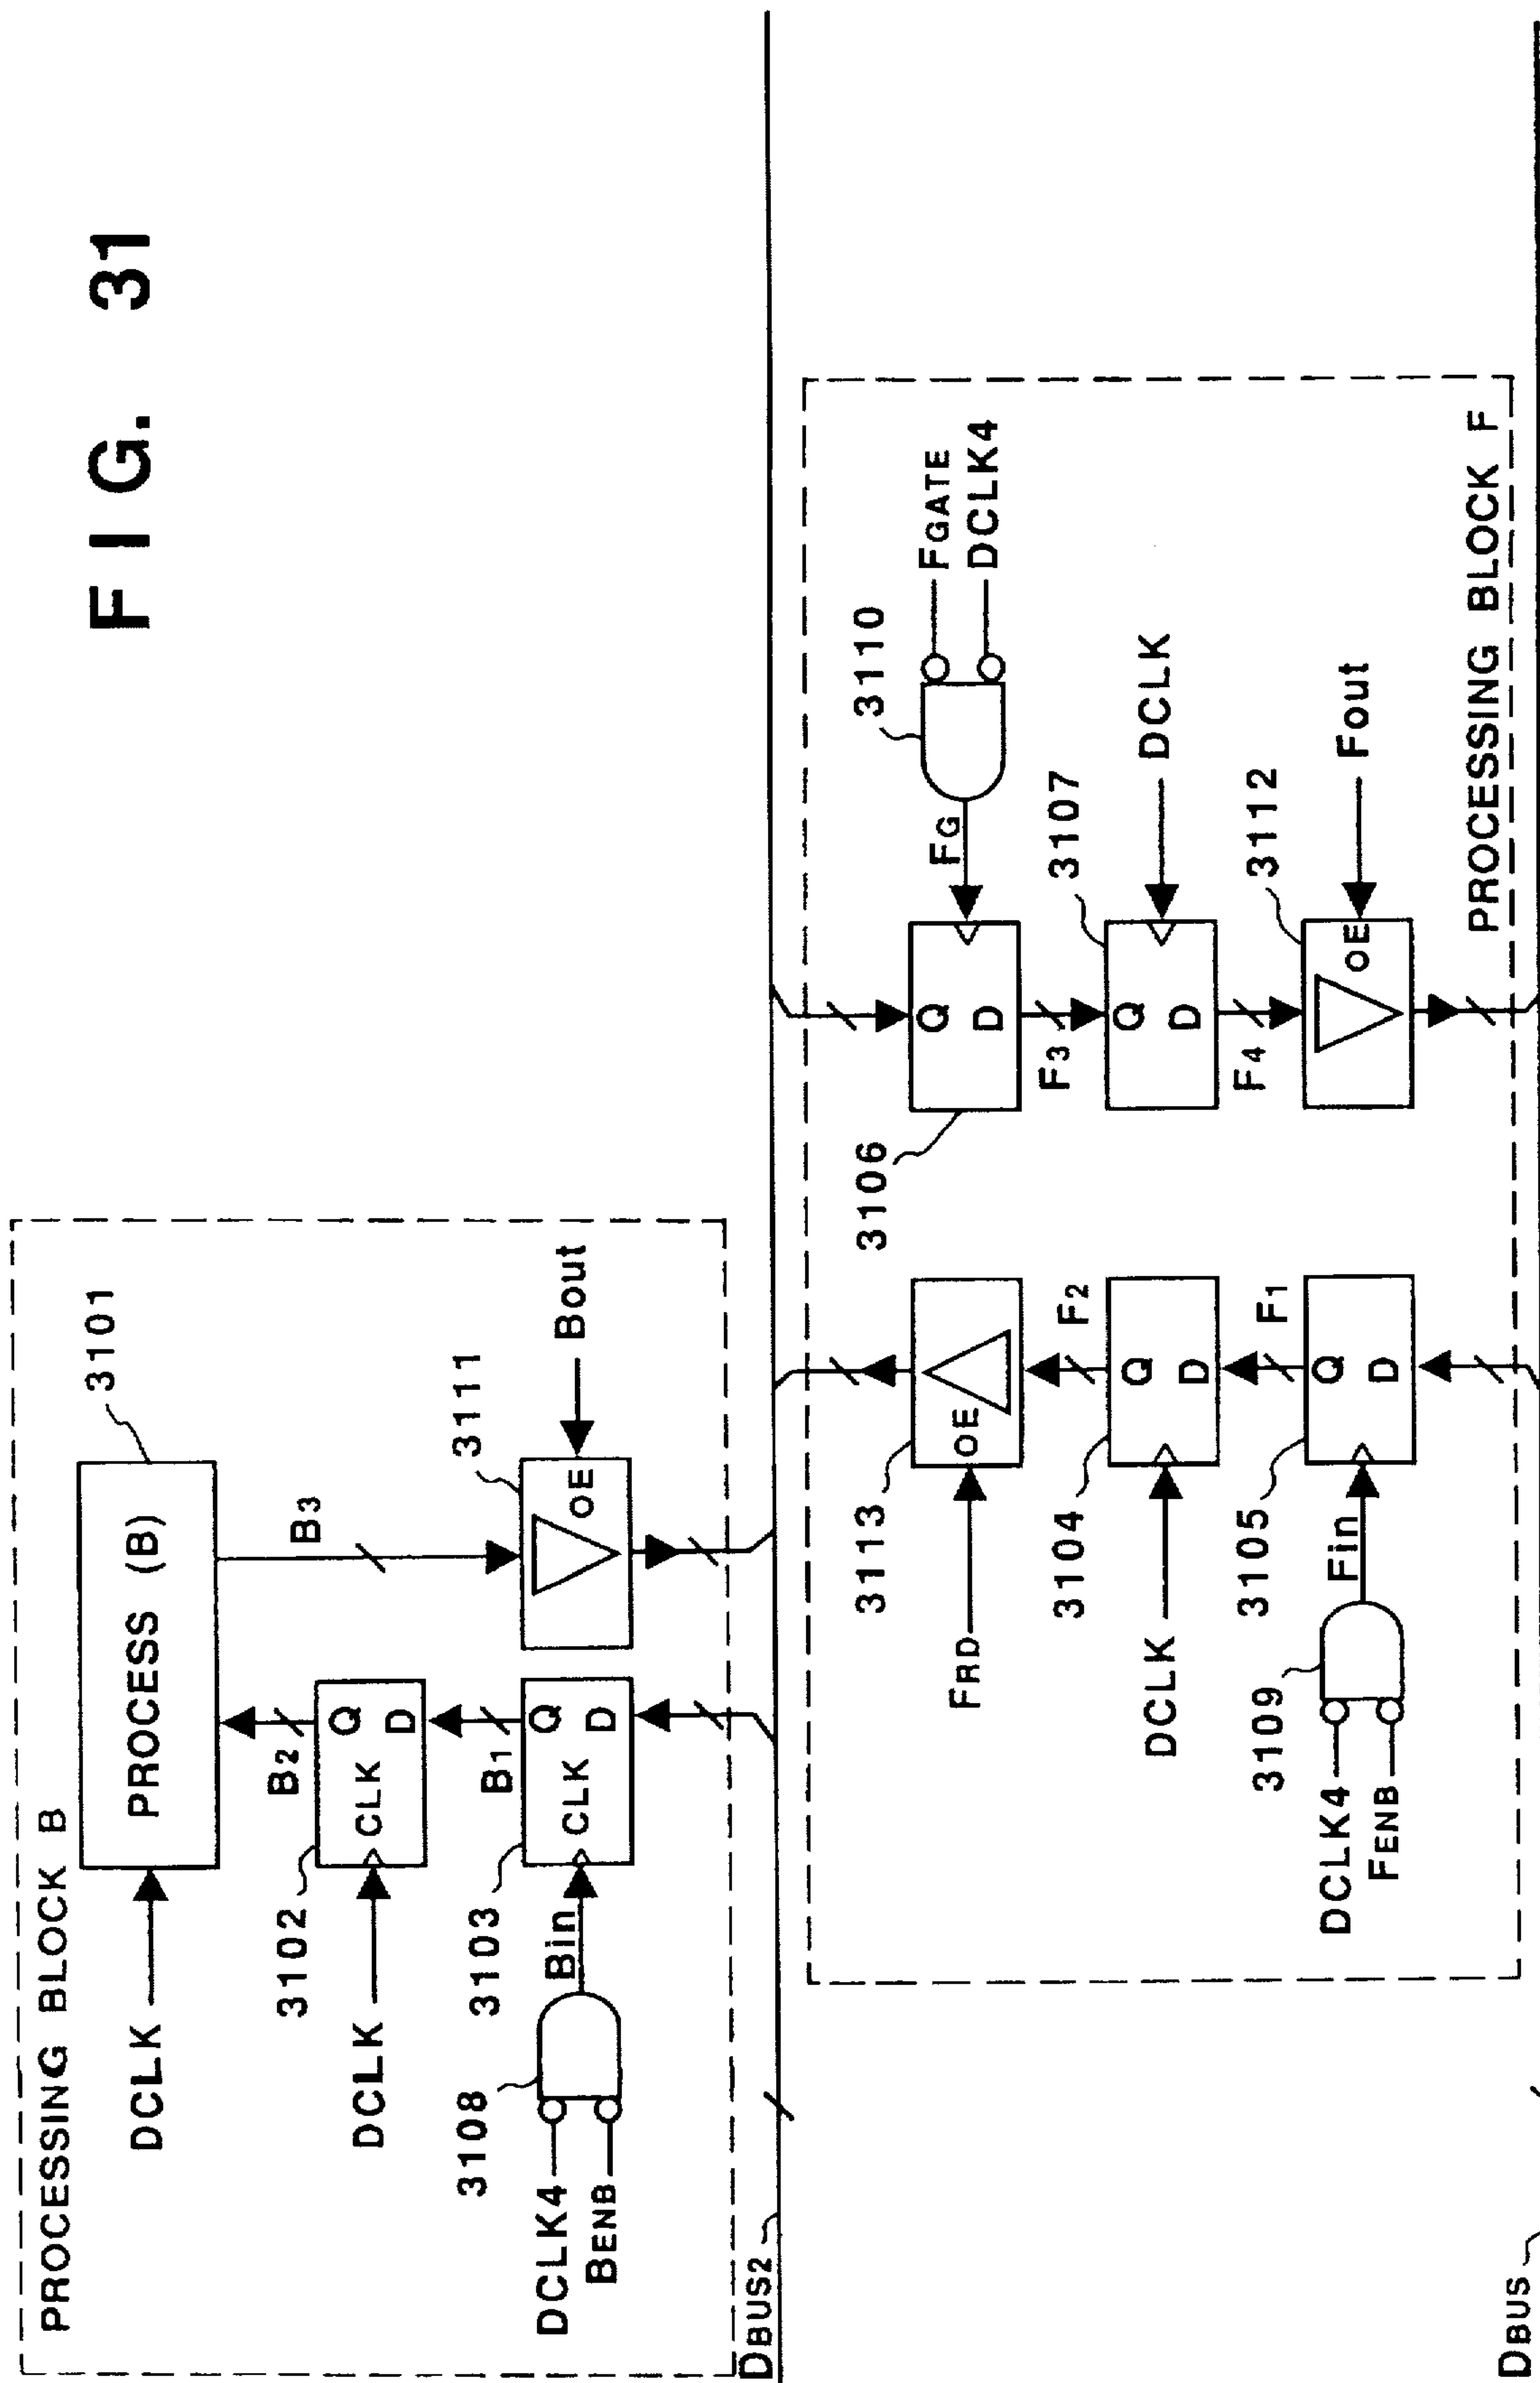 FIG. 31
PROCESSING BLOCK B
DCLK
PROCESS (B)
3101
B2
B3
3102
DCLK
CLK
Q
D
B1
3103
Bin
CLK
Q
D
3108
DCLK4
BENB
3111
OE
Bout
DBUS2
3113
FRD
OE
F2
3104
DCLK
Q
D
F1
3105
Fin
Q
D
3109
DCLK4
FENB
3106
Q
D
FG
3110
FGATE
DCLK4
F3
3107
Q
D
DCLK
F4
3112
OE
Fout
PROCESSING BLOCK F
DBUS